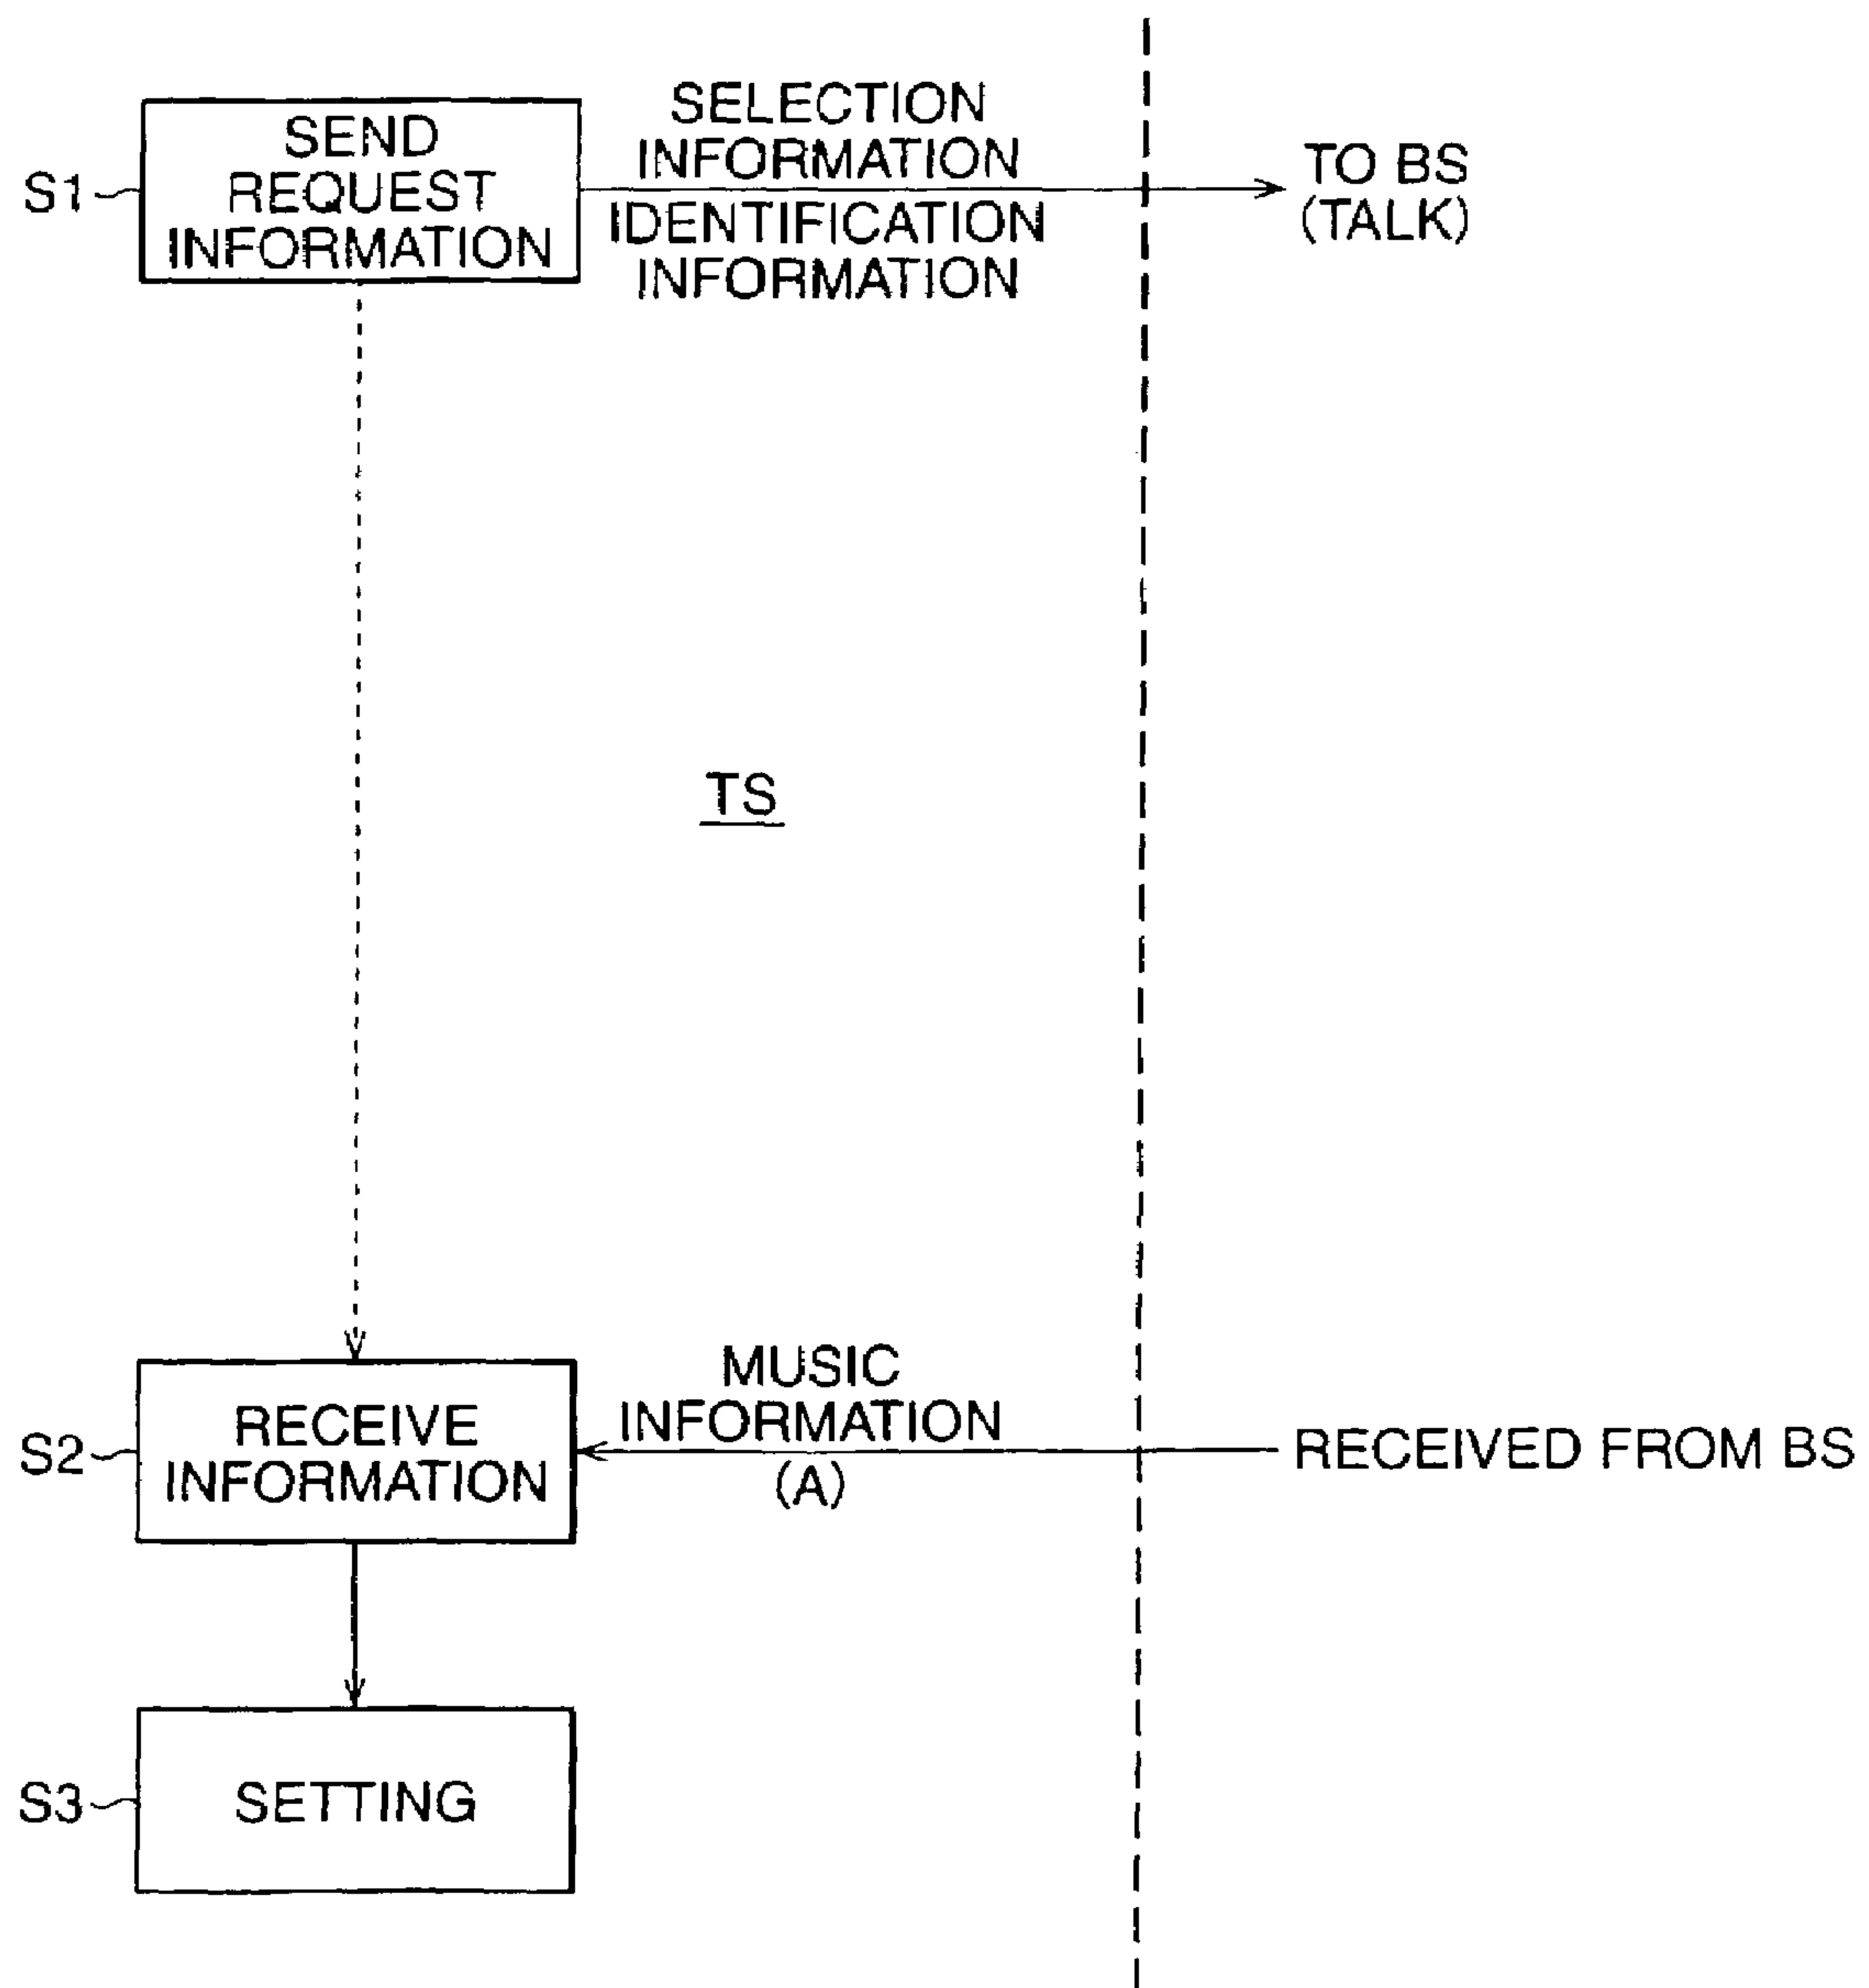 S1
SEND
REQUEST
INFORMATION
SELECTION
INFORMATION
IDENTIFICATION
INFORMATION
TO BS
(TALK)
TS
S2
RECEIVE
INFORMATION
MUSIC
INFORMATION
(A)
RECEIVED FROM BS
S3
SETTING